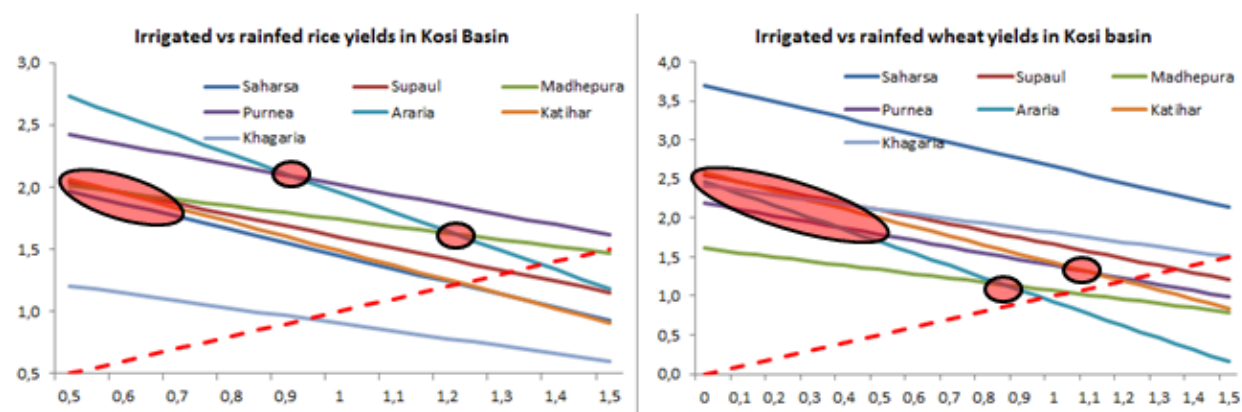 Irrigated vs rainfed rice yields in Kosi Basin
3,0
2,5
2,0
1,5
1,0
0,5
Saharsa Supaul Madhepura
Purnea Araria Katihar
Khagaria
0,5 0,6 0,7 0,8 0,9 1 1,1 1,2 1,3 1,4 1,5
Irrigated vs rainfed wheat yields in Kosi basin
4,0
3,5
3,0
2,5
2,0
1,5
1,0
0,5
0,0
Saharsa Supaul Madhepura
Purnea Araria Katihar
Khagaria
0 0,1 0,2 0,3 0,4 0,5 0,6 0,7 0,8 0,9 1 1,1 1,2 1,3 1,4 1,5